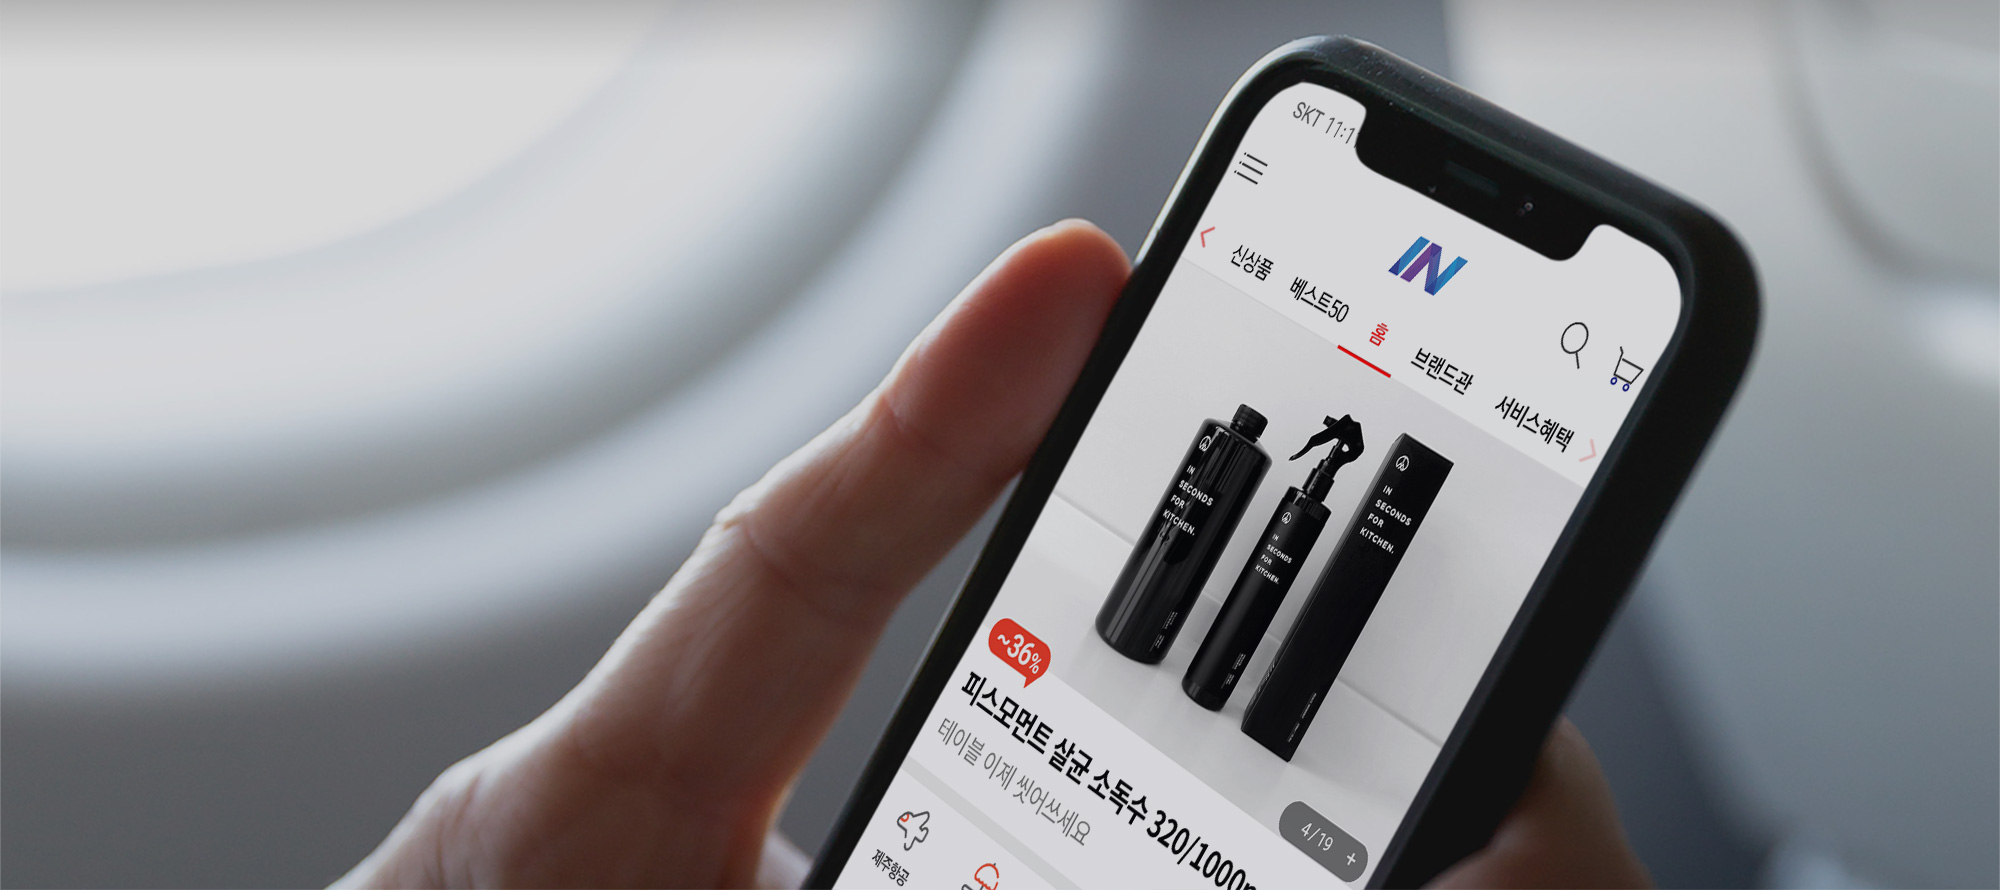 SKT 11:1
IN
신상품 베스트50 홈 브랜드관 서비스혜택
IN
SECONDS
FOR
KITCHEN.
IN
SECONDS
FOR
KITCHEN.
IN
SECONDS
FOR
KITCHEN.
~36%
피스모먼트 살균 소독수 320/1000
테이블 이제 씻어쓰세요
4/19 +
제주항공